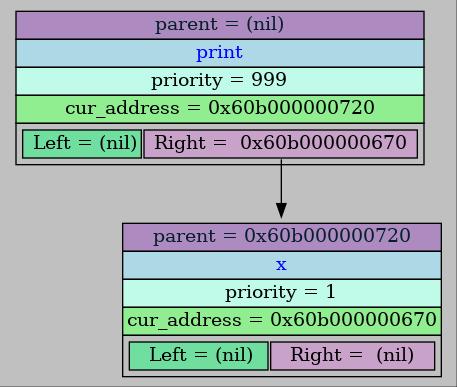 parent = (nil)
print
priority = 999
cur_address = 0x60b000000720
Left = (nil) Right = 0x60b000000670
parent = 0x60b000000720
x
priority = 1
cur_address = 0x60b000000670
Left = (nil) Right = (nil)